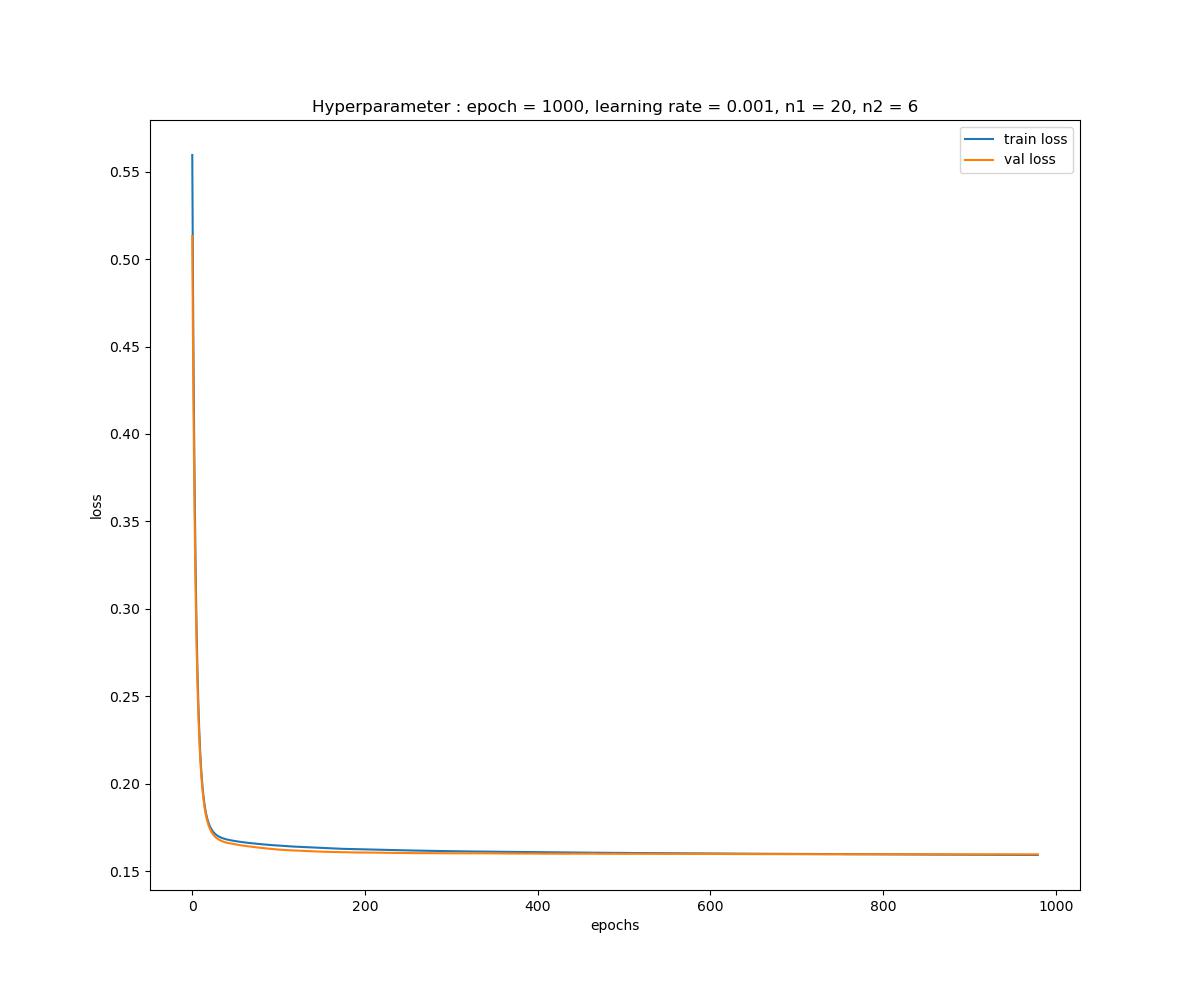 Hyperparameter : epoch = 1000, learning rate = 0.001, n1 = 20, n2 = 6
train loss
val loss
0.55
0.50
0.45
0.40
0.35
0.30
0.25
0.20
0.15
loss
0 200 400 600 800 1000
epochs